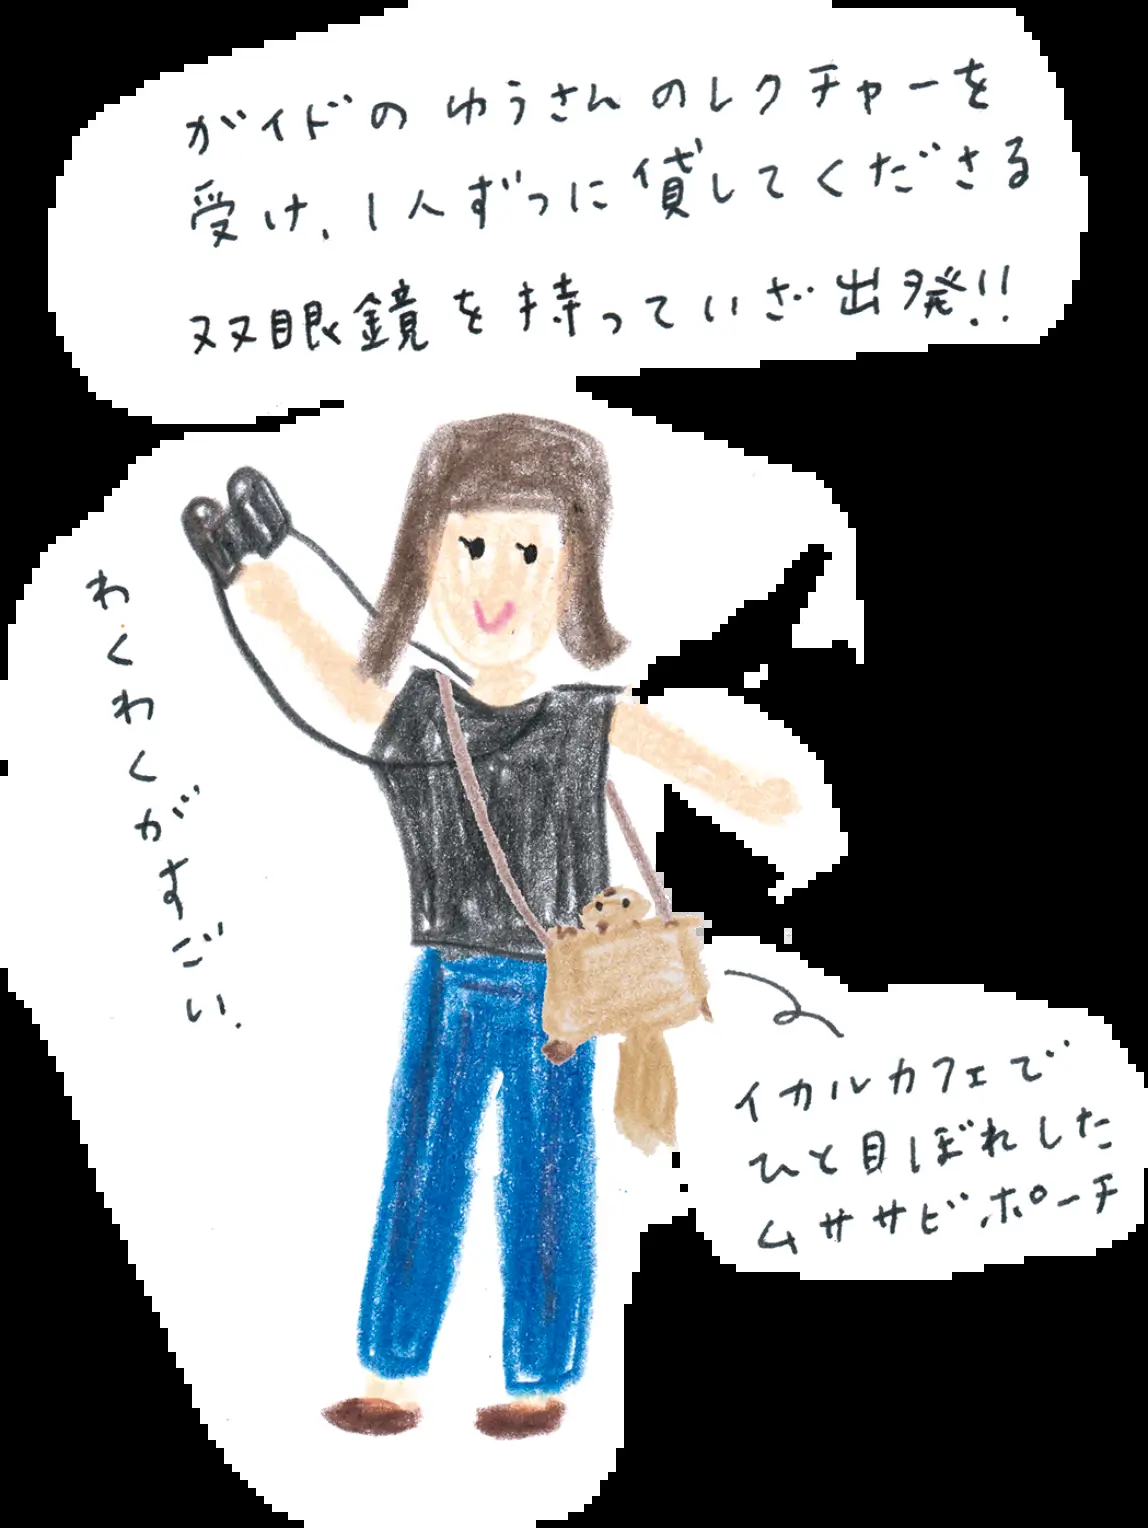 ガイドの ゆうさん のレクチャーを
受け、1人ずつに貸してくださる
双眼鏡を持っていざ出発!!
わくわくがすごい.
イカルカフェで
ひと目ぼれした
ムササビポーチ